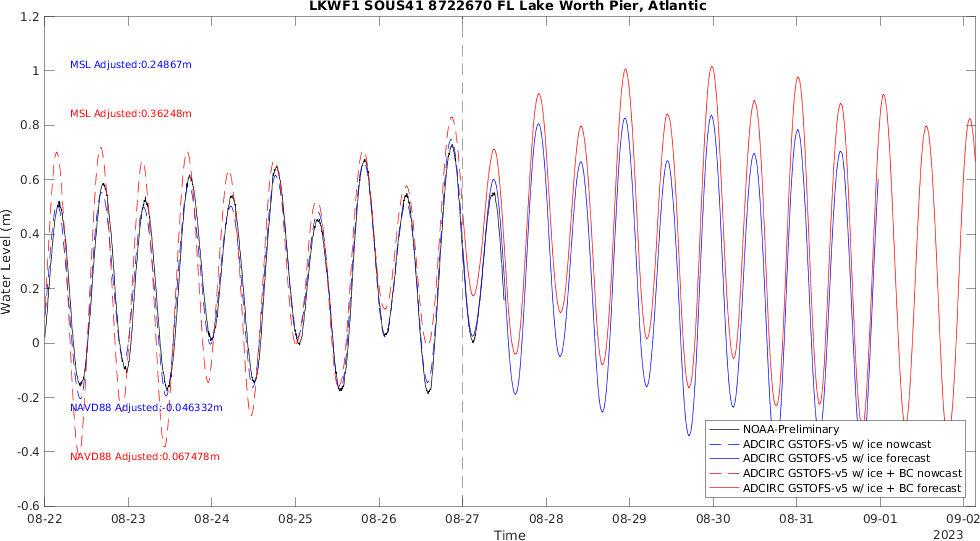 LKWF1 SOUS41 8722670 FL Lake Worth Pier, Atlantic
1.2
1
0.8
0.6
0.4
0.2
0
-0.2
-0.4
-0.6
Water Level (m)
MSL Adjusted:0.24867m
MSL Adjusted:0.36248m
NAVD88 Adjusted:-0.046332m
NAVD88 Adjusted:0.067478m
NOAA-Preliminary
ADCIRC GSTOFS-v5 w/ ice nowcast
ADCIRC GSTOFS-v5 w/ ice forecast
ADCIRC GSTOFS-v5 w/ ice + BC nowcast
ADCIRC GSTOFS-v5 w/ ice + BC forecast
08-22 08-23 08-24 08-25 08-26 08-27 08-28 08-29 08-30 08-31 09-01 09-02
Time
2023